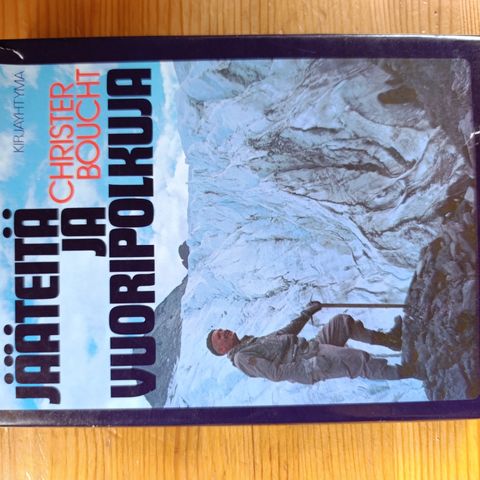 KIRJAYHTYMÄ
CHRISTER
BOUCHT
JÄÄTEITÄ
JA
VUORIPOLKUJA